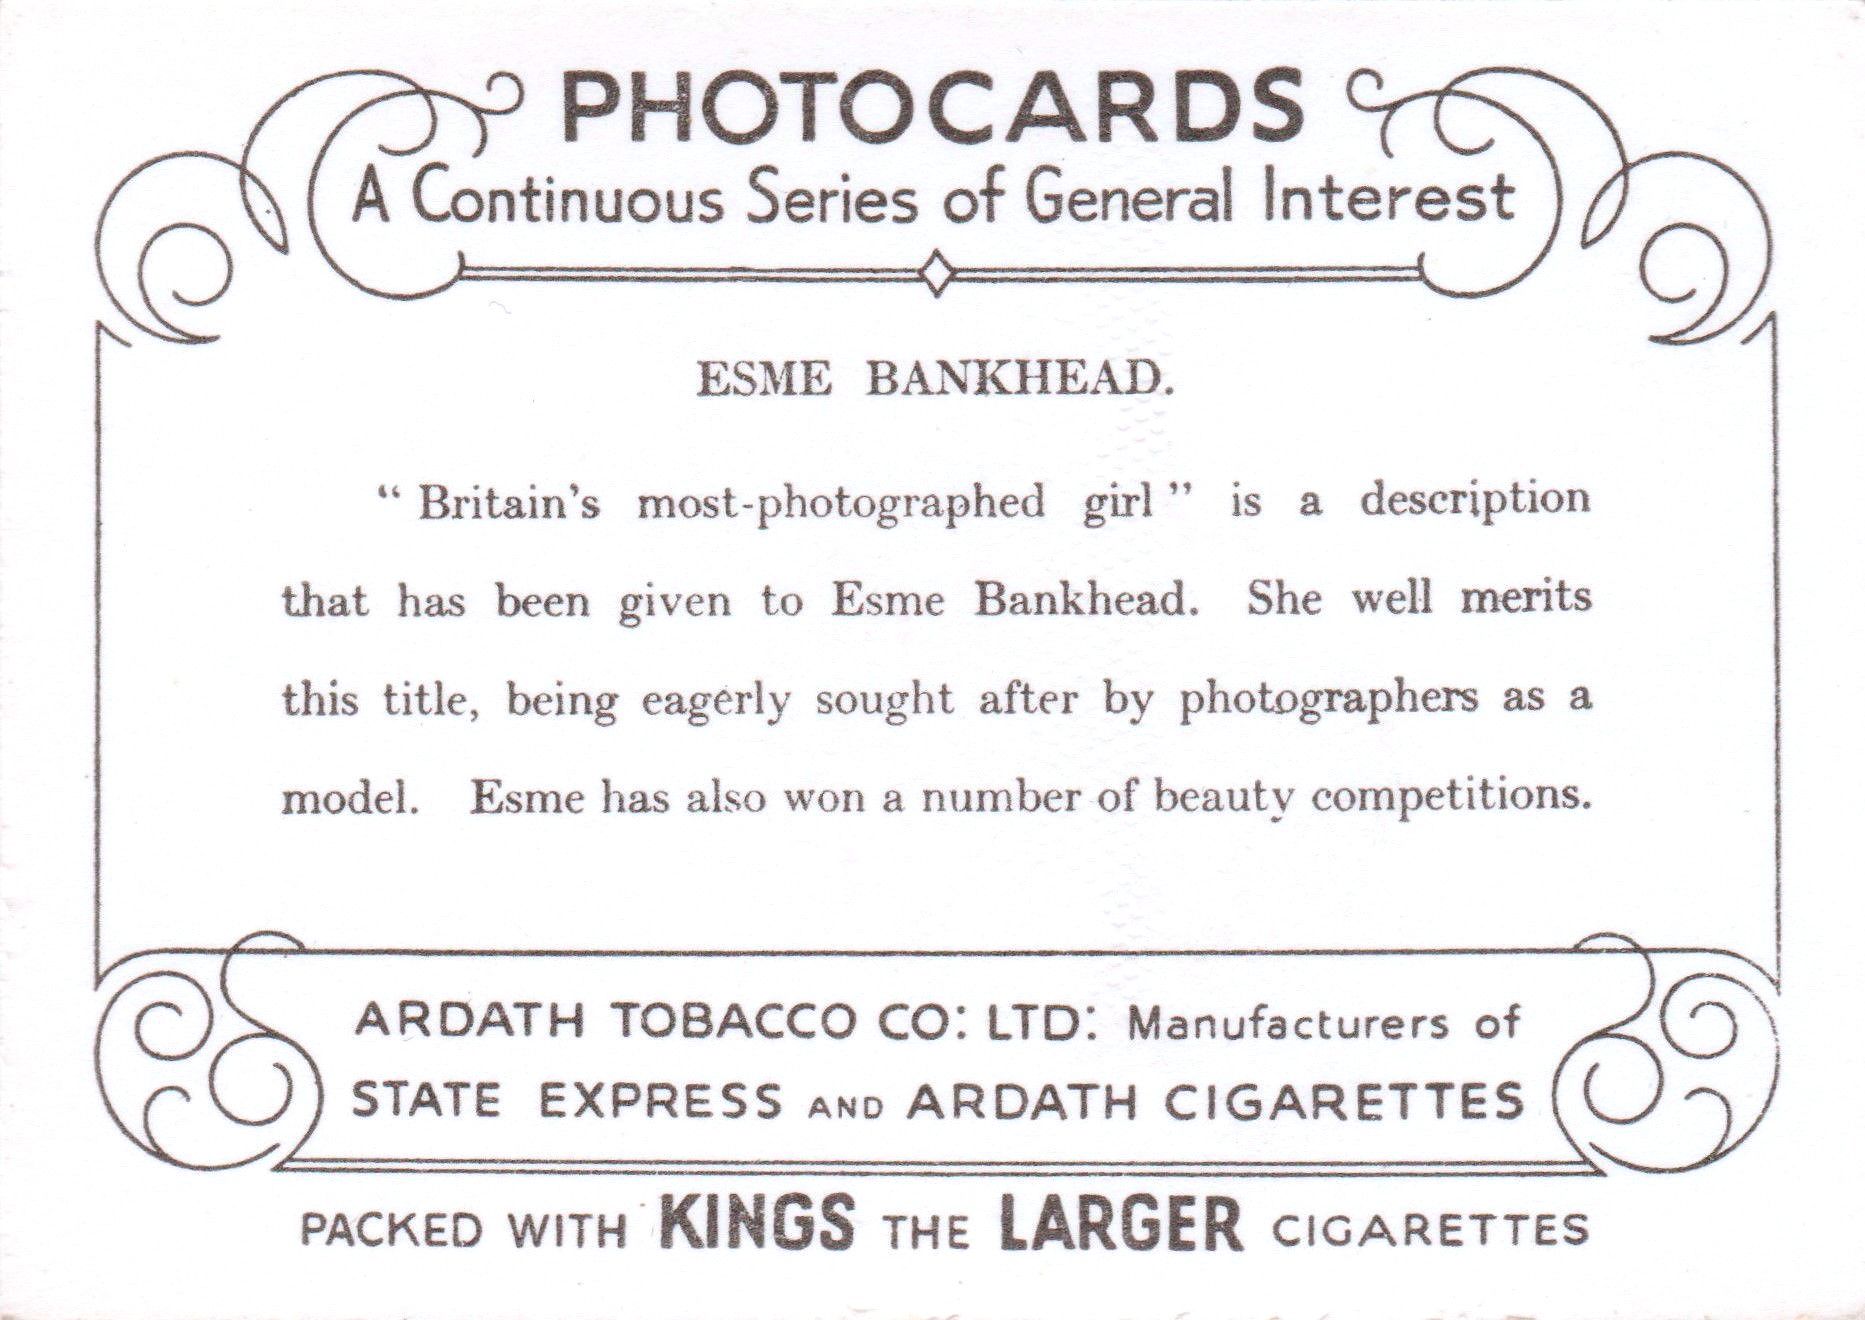 PHOTOCARDS
A Continuous Series of General Interest
ESME BANKHEAD.
“ Britain’s most-photographed girl ” is a description
that has been given to Esme Bankhead. She well merits
this title, being eagerly sought after by photographers as a
model. Esme has also won a number of beauty competitions.
ARDATH TOBACCO CO: LTD: Manufacturers of
STATE EXPRESS AND ARDATH CIGARETTES
PACKED WITH KINGS THE LARGER CIGARETTES